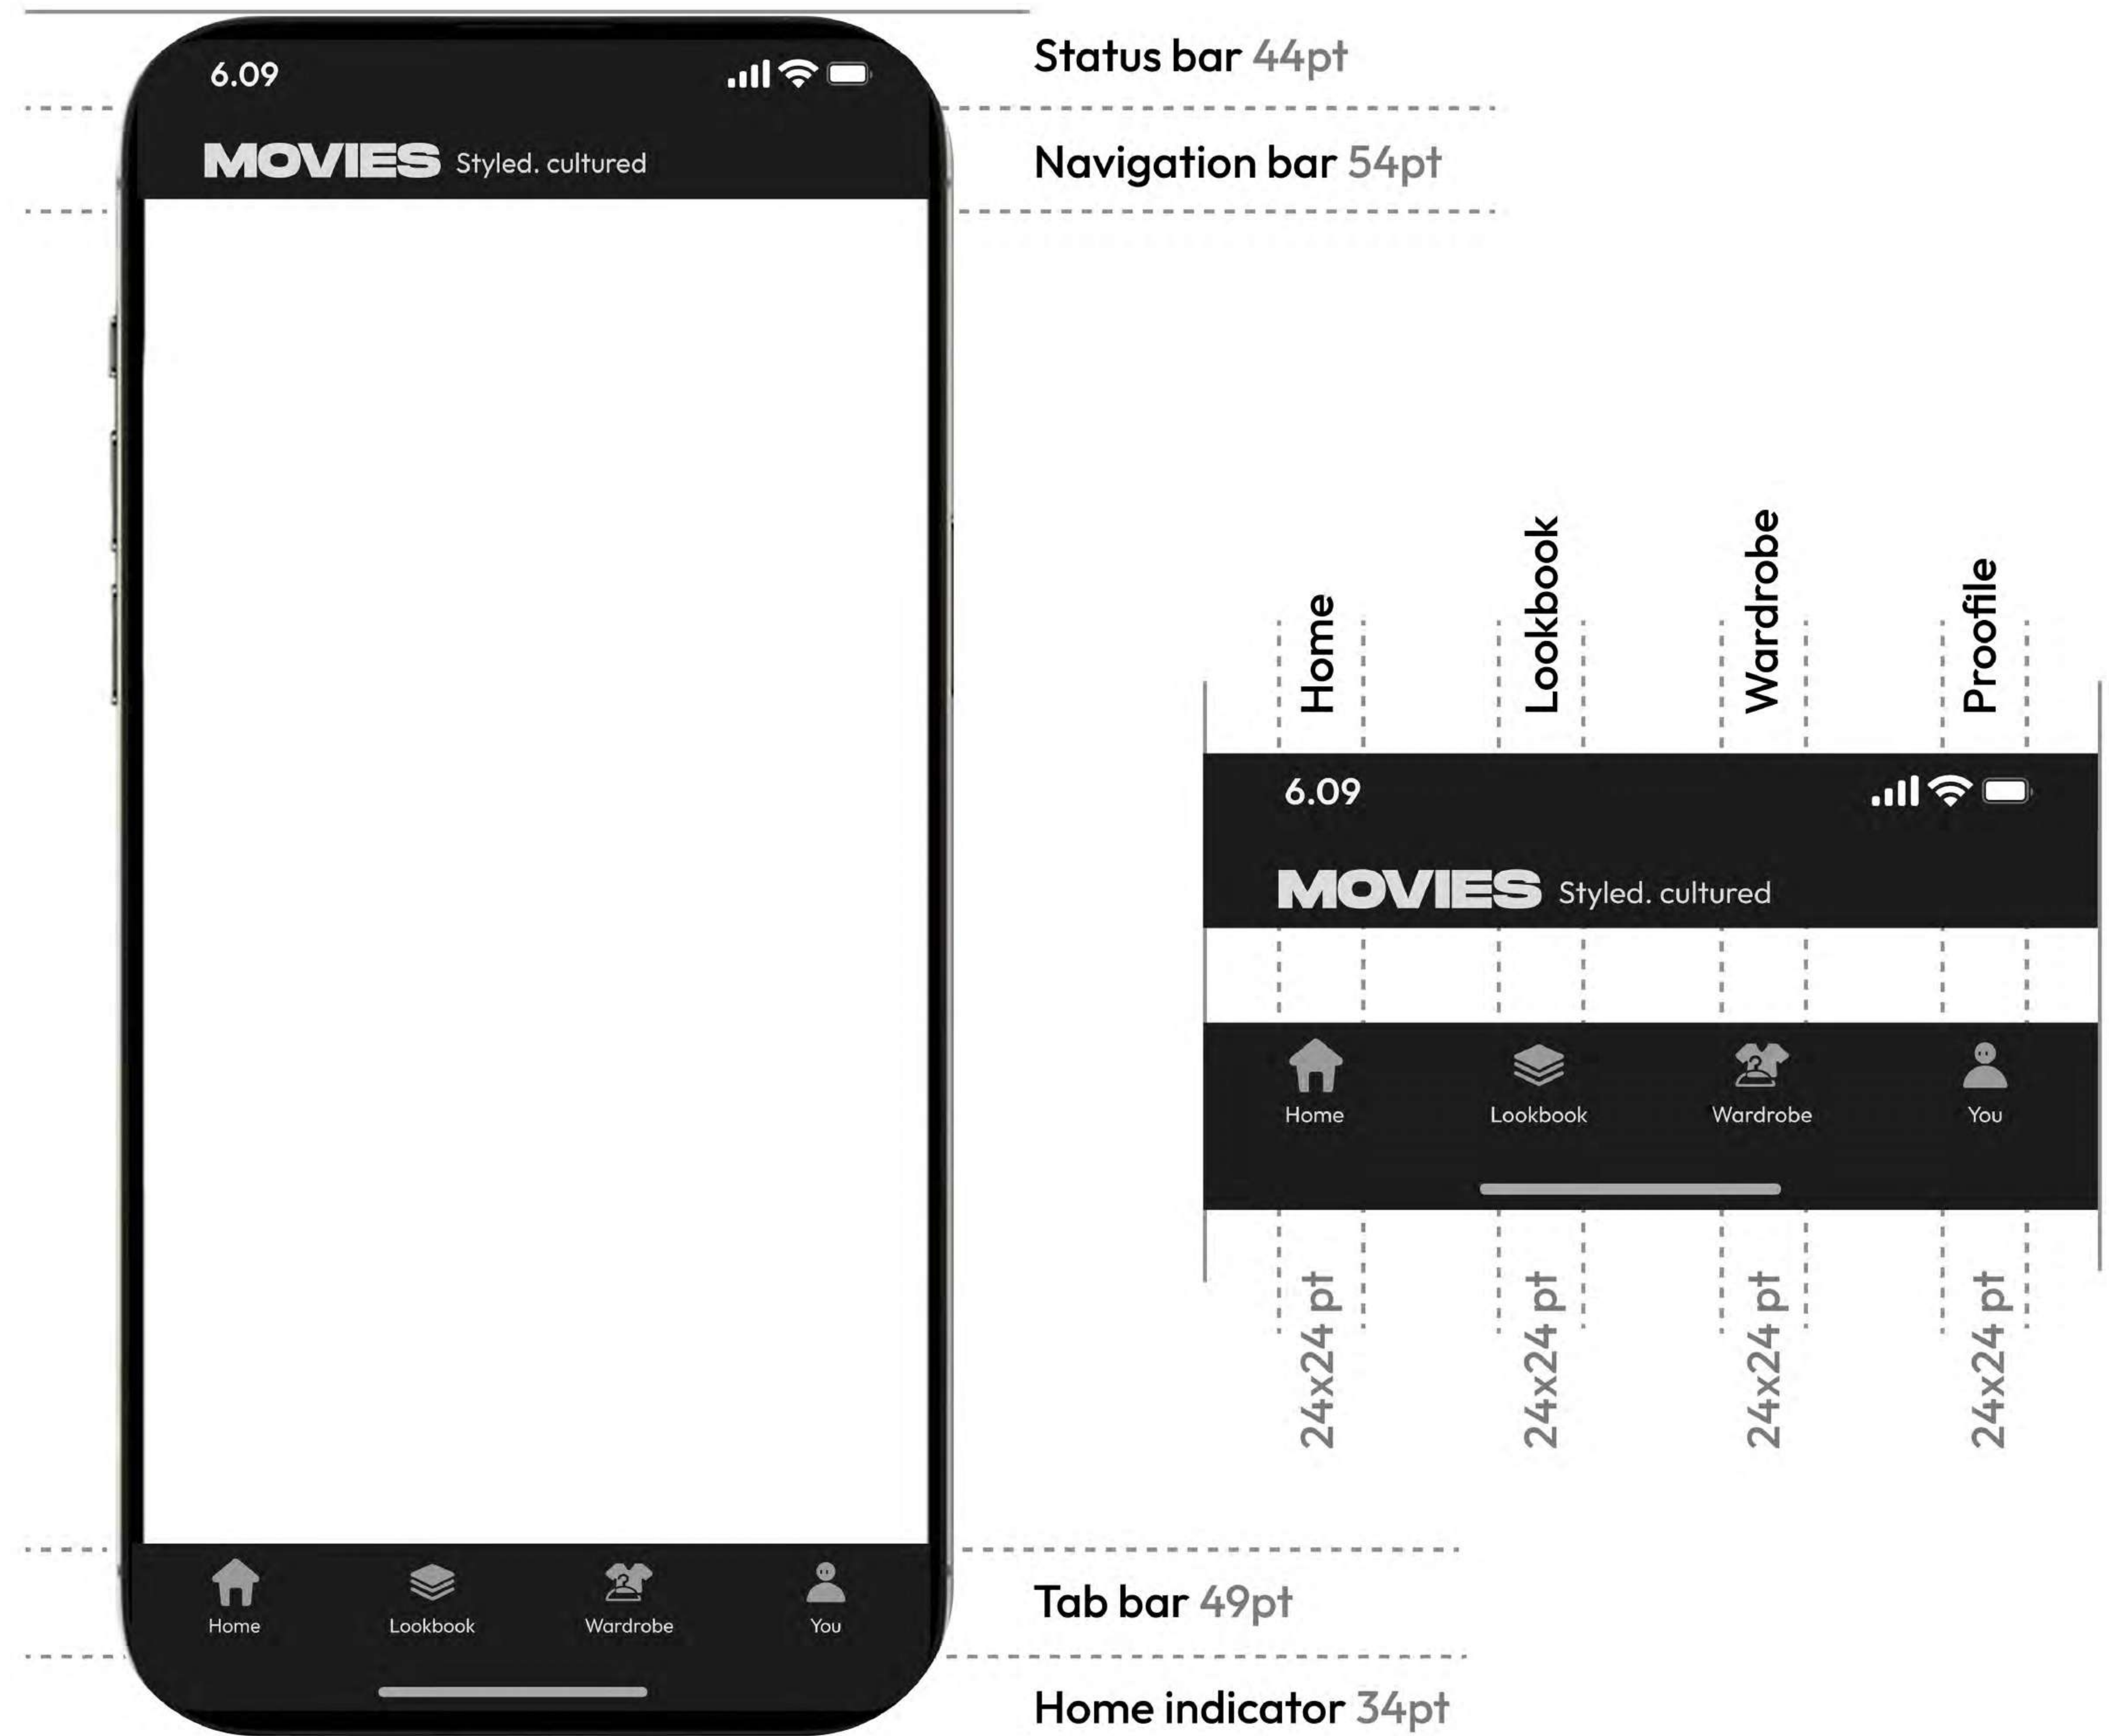 6.09
MOVIES Styled. cultured
Home
Lookbook
Wardrobe
You
Status bar 44pt
Navigation bar 54pt
Tab bar 49pt
Home indicator 34pt
Home
Lookbook
Wardrobe
Proofile
6.09
MOVIES Styled. cultured
Home
Lookbook
Wardrobe
You
24x24 pt
24x24 pt
24x24 pt
24x24 pt